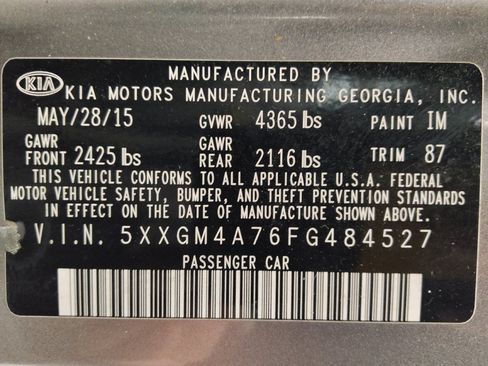 MANUFACTURED BY
KIA KIA MOTORS MANUFACTURING GEORGIA, INC.
MAY/28/15 GVWR 4365 lbs PAINT IM
GAWR FRONT 2425 lbs GAWR REAR 2116 lbs TRIM 87
THIS VEHICLE CONFORMS TO ALL APPLICABLE U.S.A. FEDERAL
MOTOR VEHICLE SAFETY, BUMPER, AND THEFT PREVENTION STANDARDS
IN EFFECT ON THE DATE OF MANUFACTURE SHOWN ABOVE.
V.I.N. 5XXGM4A76FG484527
PASSENGER CAR